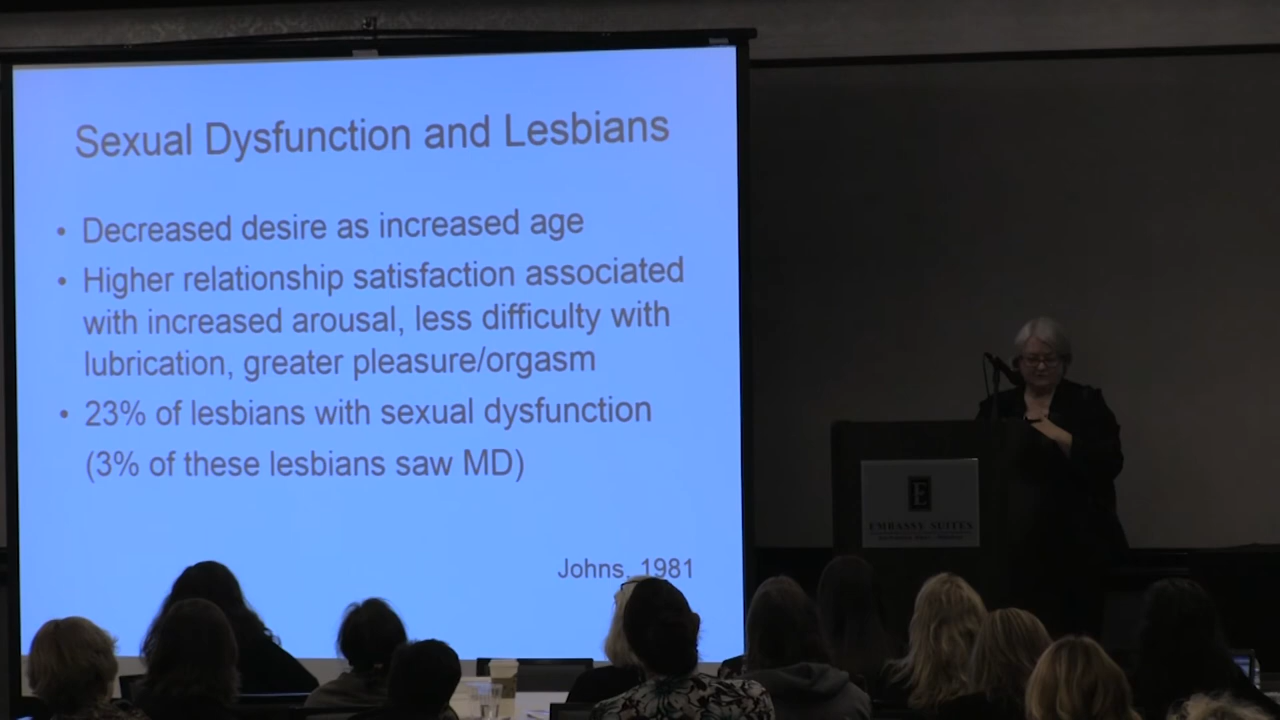 Sexual Dysfunction and Lesbians
• Decreased desire as increased age
• Higher relationship satisfaction associated
with increased arousal, less difficulty with
lubrication, greater pleasure/orgasm
• 23% of lesbians with sexual dysfunction
(3% of these lesbians saw MD)
Johns, 1981
E
EMBASSY SUITES